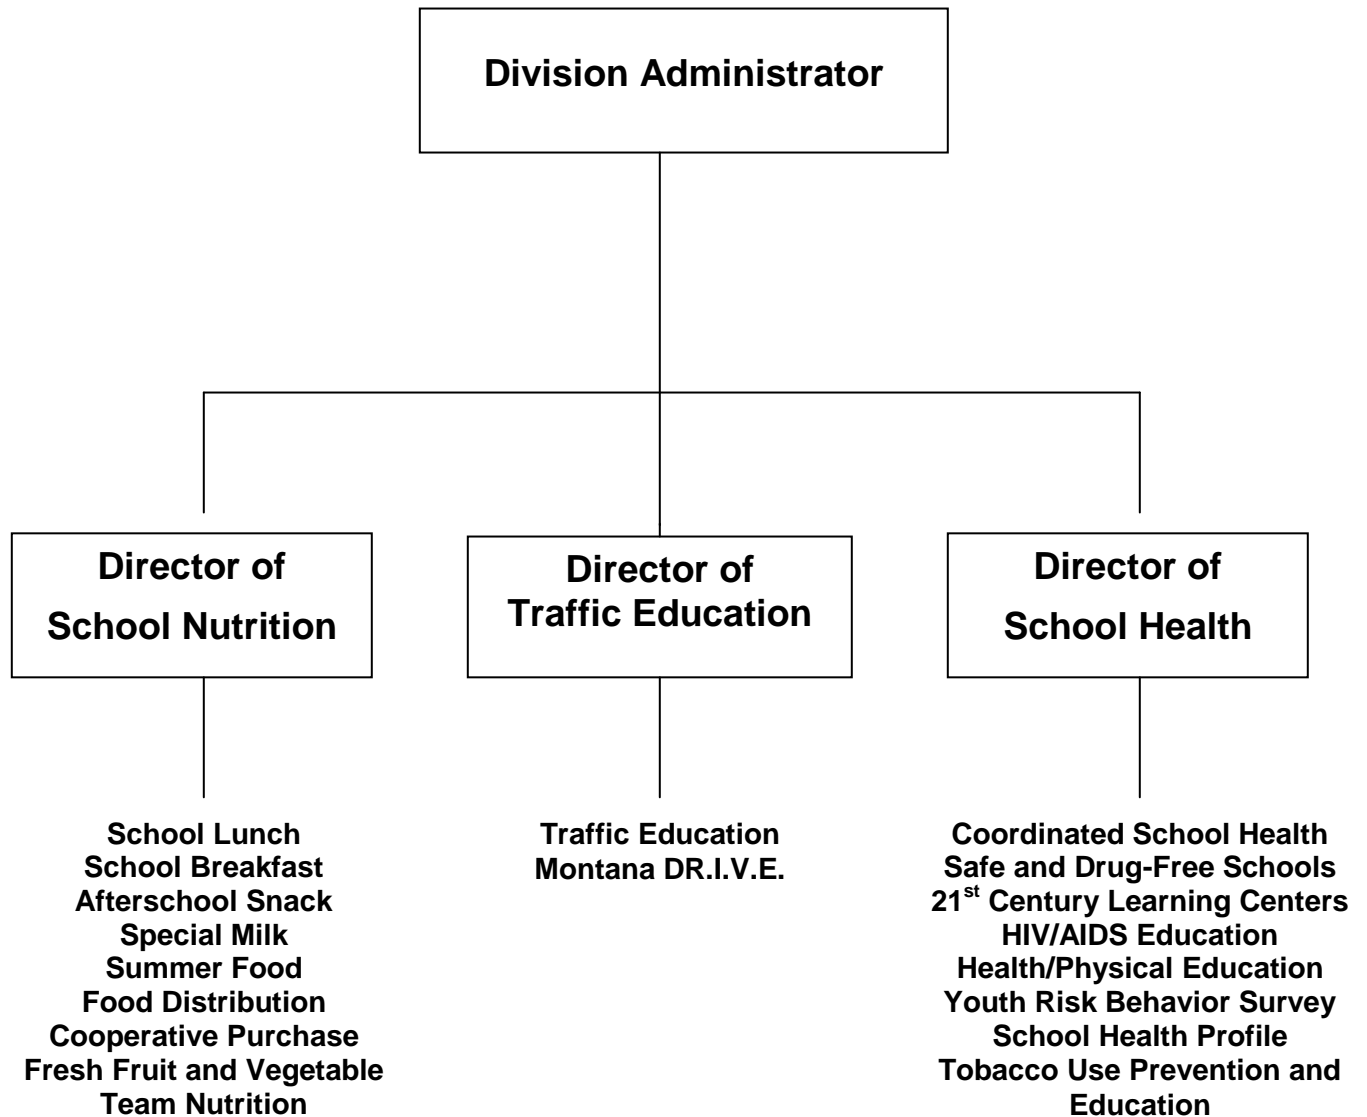 Division Administrator
Director of
School Nutrition
Director of
Traffic Education
Director of
School Health
School Lunch
School Breakfast
Afterschool Snack
Special Milk
Summer Food
Food Distribution
Cooperative Purchase
Fresh Fruit and Vegetable
Team Nutrition
Traffic Education
Montana DR.I.V.E.
Coordinated School Health
Safe and Drug-Free Schools
21st Century Learning Centers
HIV/AIDS Education
Health/Physical Education
Youth Risk Behavior Survey
School Health Profile
Tobacco Use Prevention and
Education